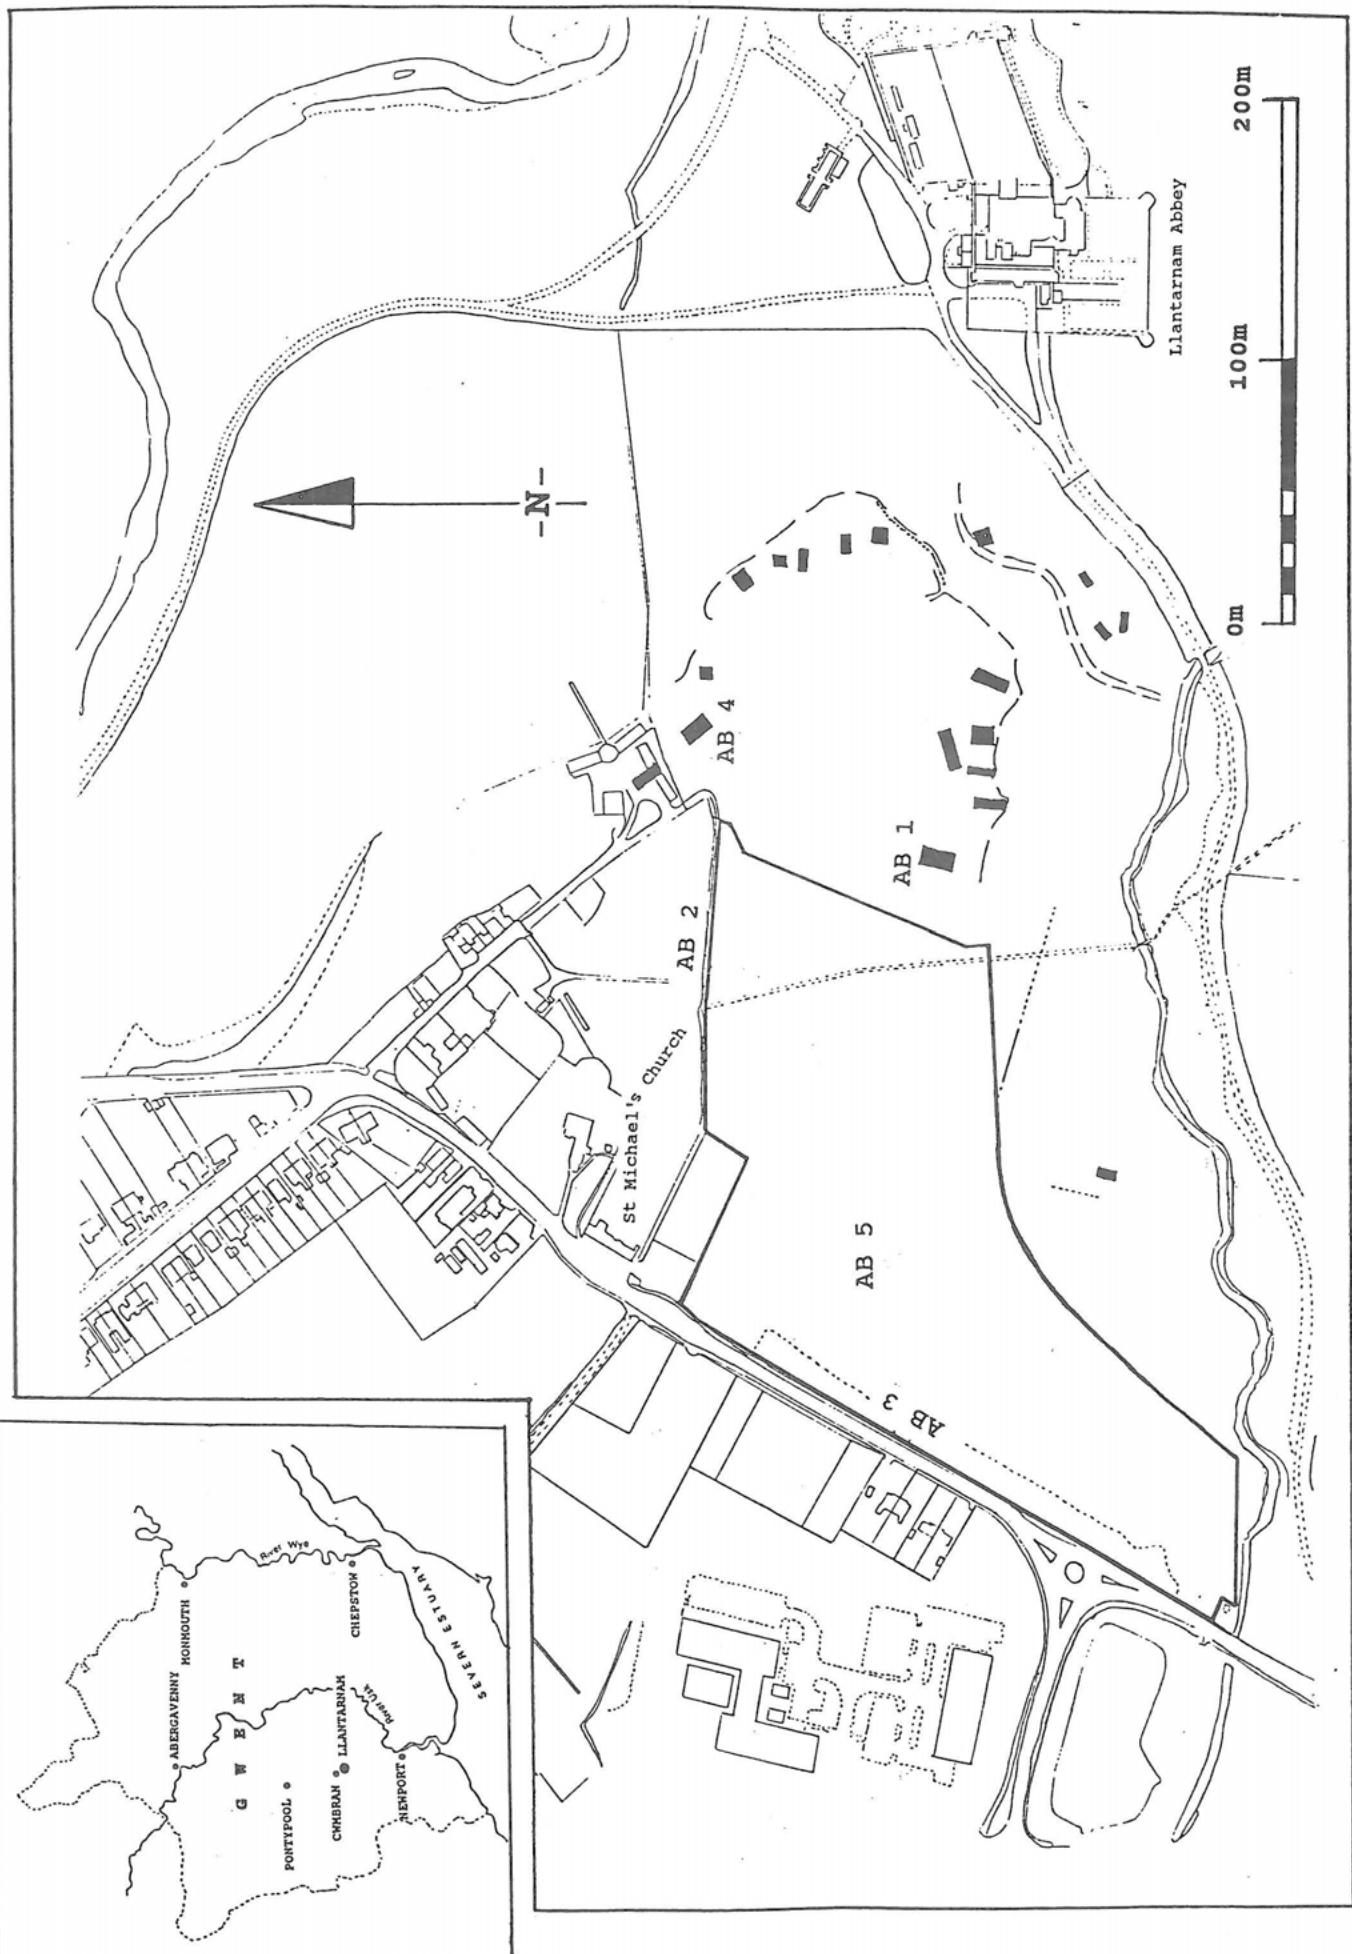 MONMOUTH
ABERGAVENNY
River Wye
G W E N T
CHEPSTOW
PONTYPOOL
CWMBRAN
LLANTARNAM
River Usk
NEWPORT
SEVERN ESTUARY
-N-
AB 4
AB 2
AB 1
St Michael's Church
AB 5
AB 3
Llantarnam Abbey
0m
100m
200m